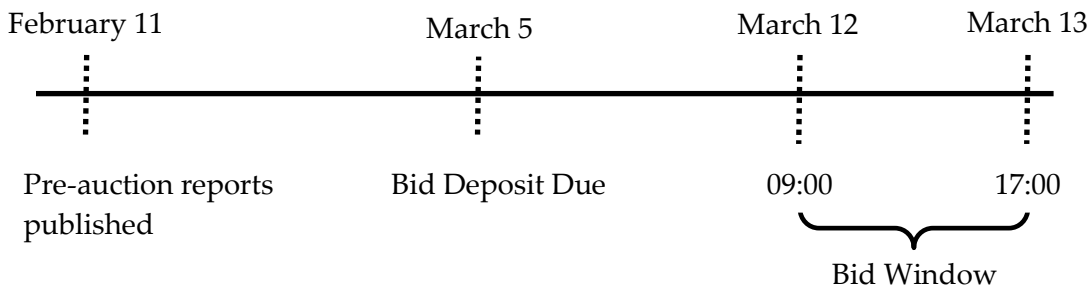 February 11
March 5
March 12
March 13
Pre-auction reports
published
Bid Deposit Due
09:00
17:00
Bid Window